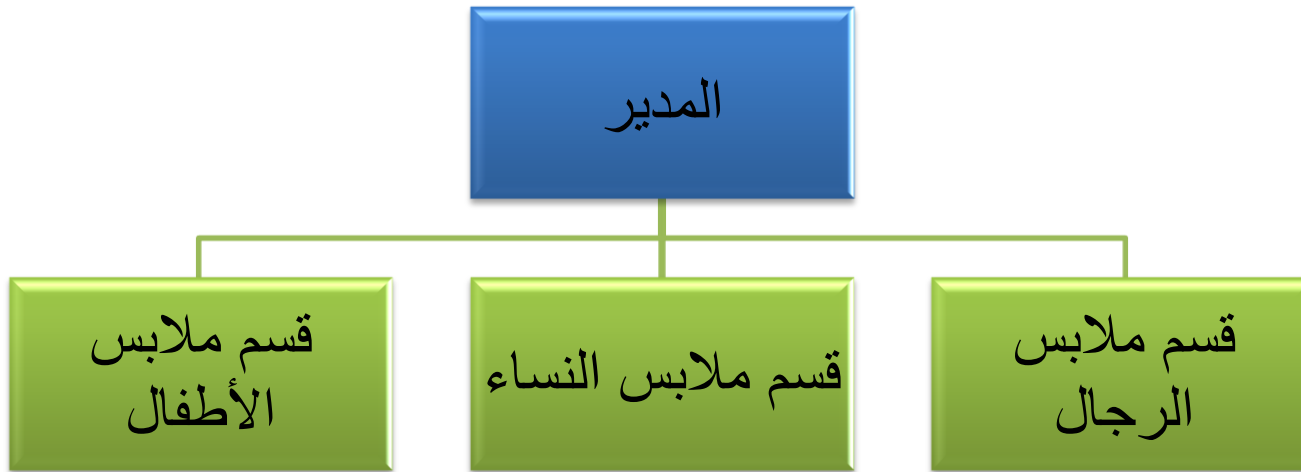 المدير
قسم ملابس
الرجال
قسم ملابس النساء
قسم ملابس
الأطفال